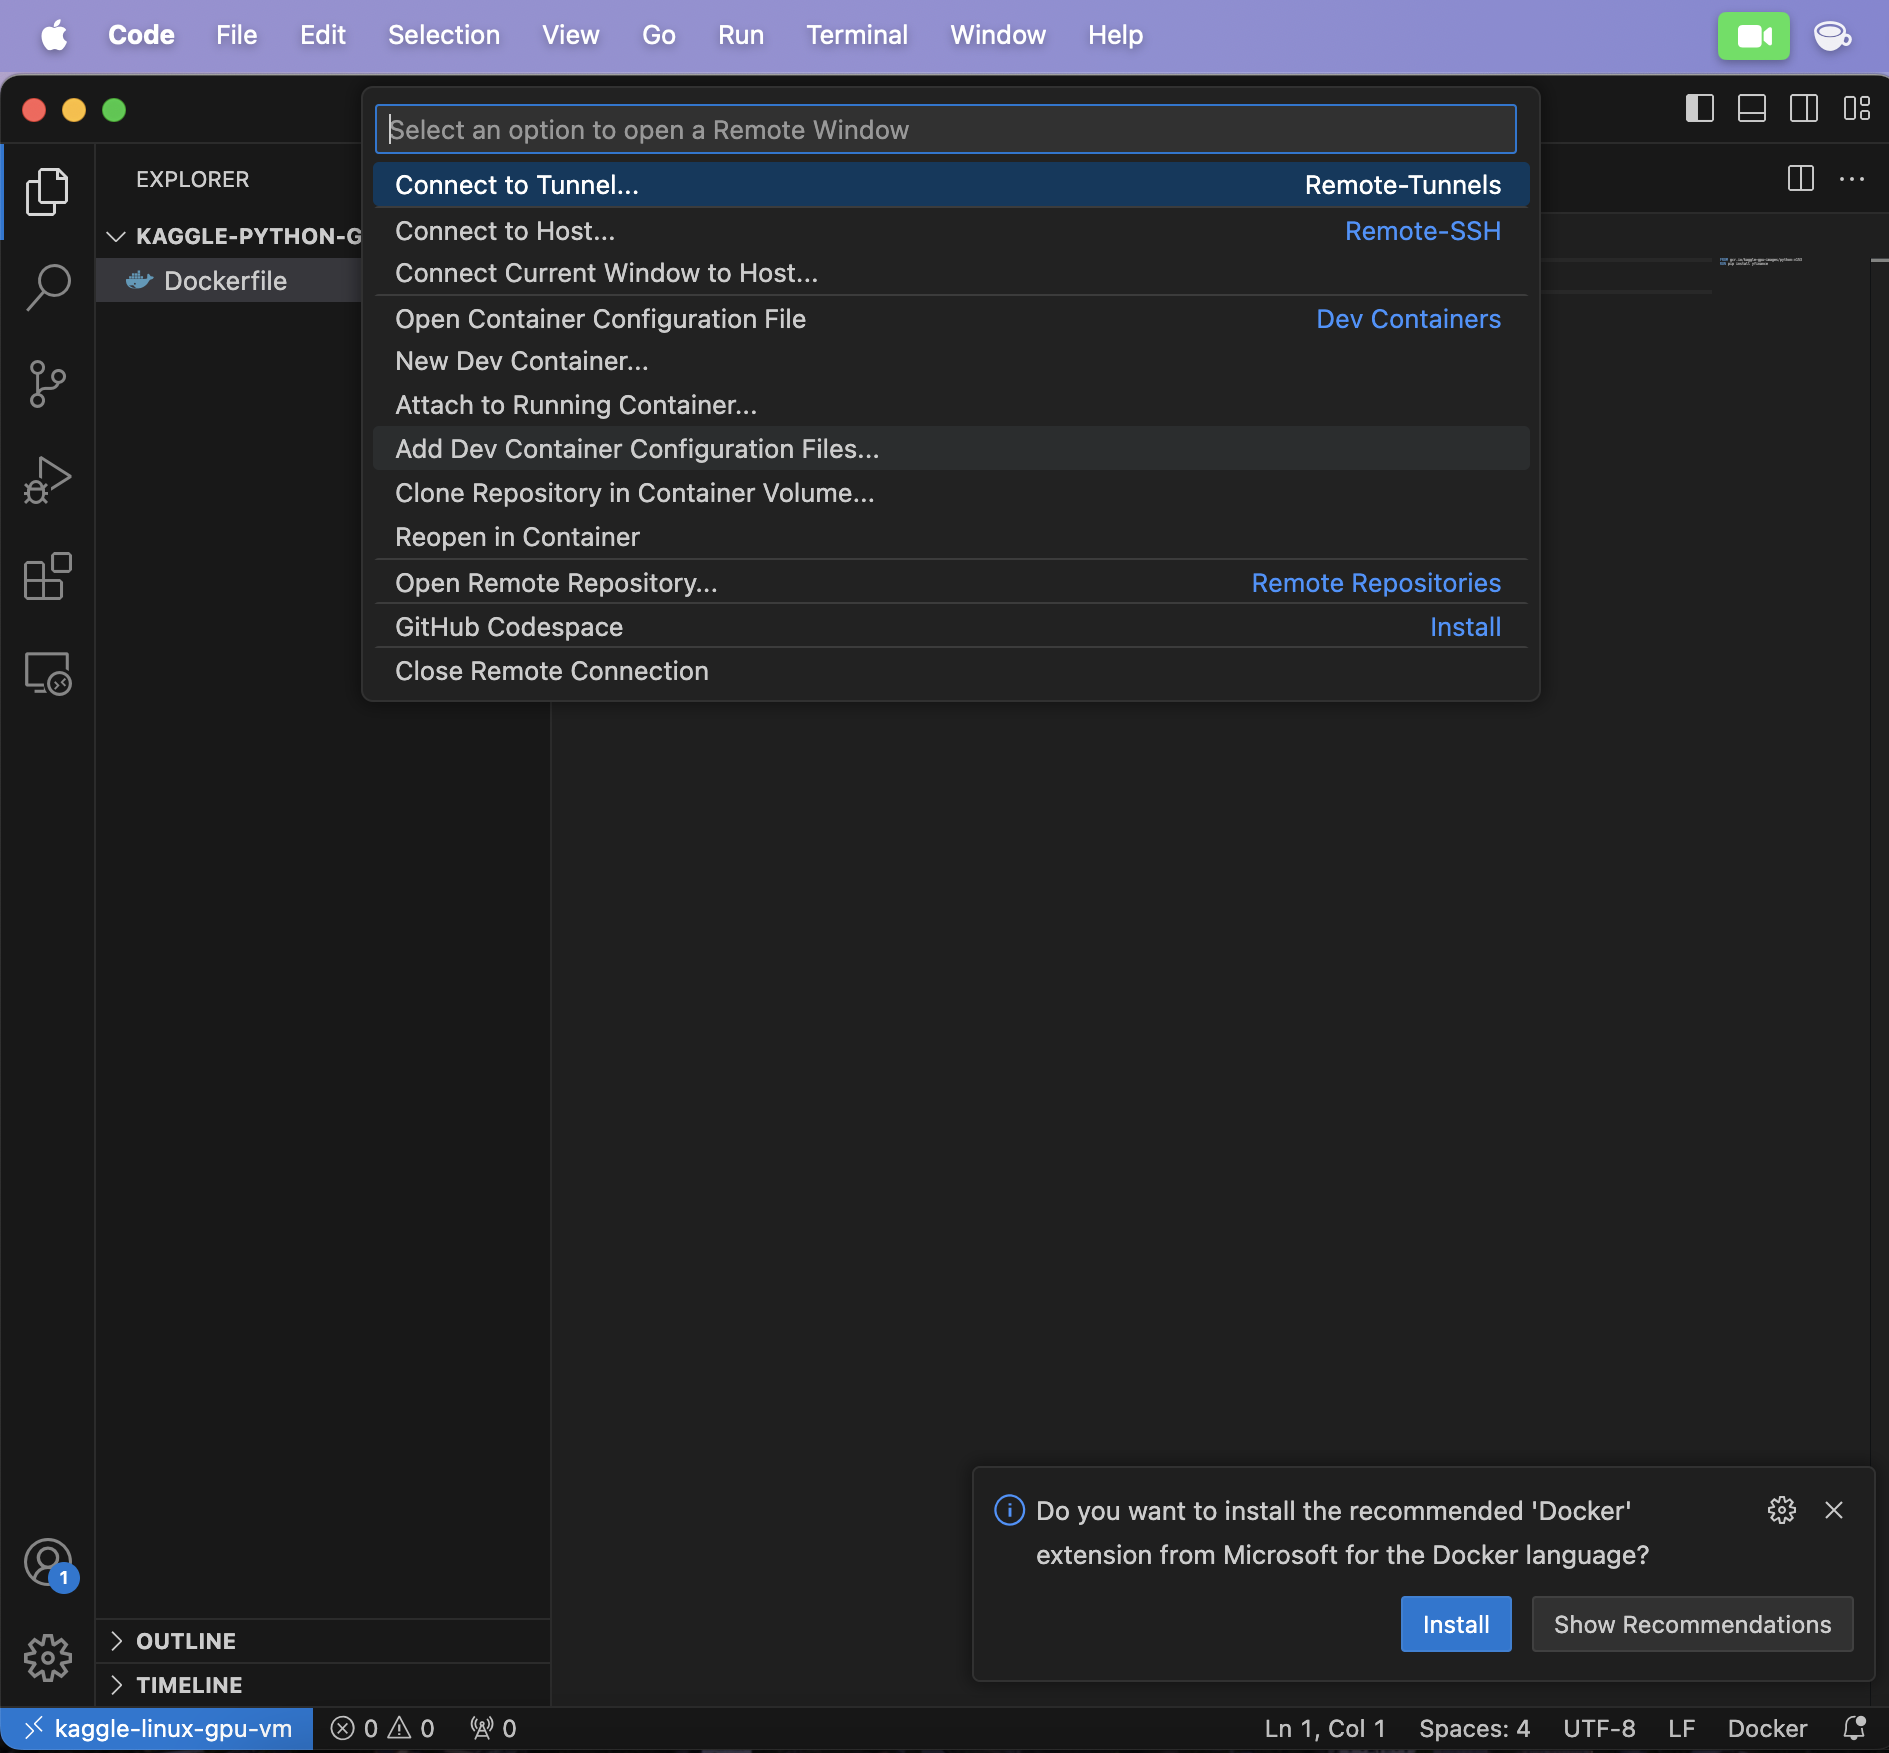 Code File Edit Selection View Go Run Terminal Window Help
Select an option to open a Remote Window
Connect to Tunnel... Remote-Tunnels
Connect to Host... Remote-SSH
Connect Current Window to Host...
Open Container Configuration File Dev Containers
New Dev Container...
Attach to Running Container...
Add Dev Container Configuration Files...
Clone Repository in Container Volume...
Reopen in Container
Open Remote Repository... Remote Repositories
GitHub Codespace Install
Close Remote Connection
EXPLORER
KAGGLE-PYTHON-G
Dockerfile
Do you want to install the recommended 'Docker'
extension from Microsoft for the Docker language?
Install Show Recommendations
1
OUTLINE
TIMELINE
kaggle-linux-gpu-vm 0 0 0 Ln 1, Col 1 Spaces: 4 UTF-8 LF Docker